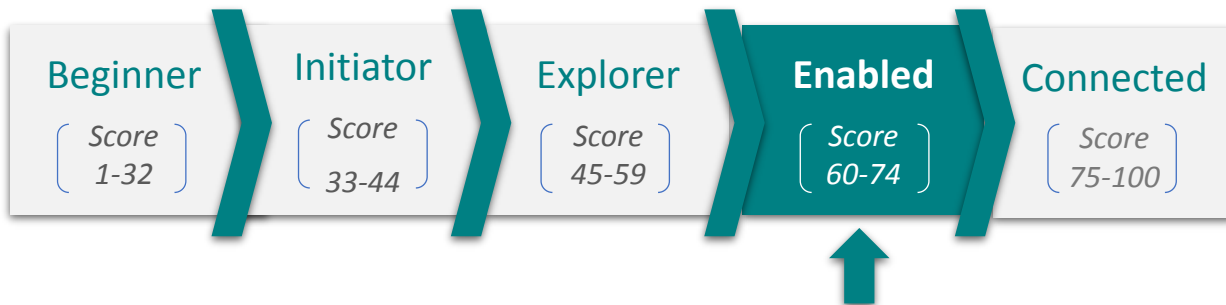 Beginner
Score
1-32
Initiator
Score
33-44
Explorer
Score
45-59
Enabled
Score
60-74
Connected
Score
75-100